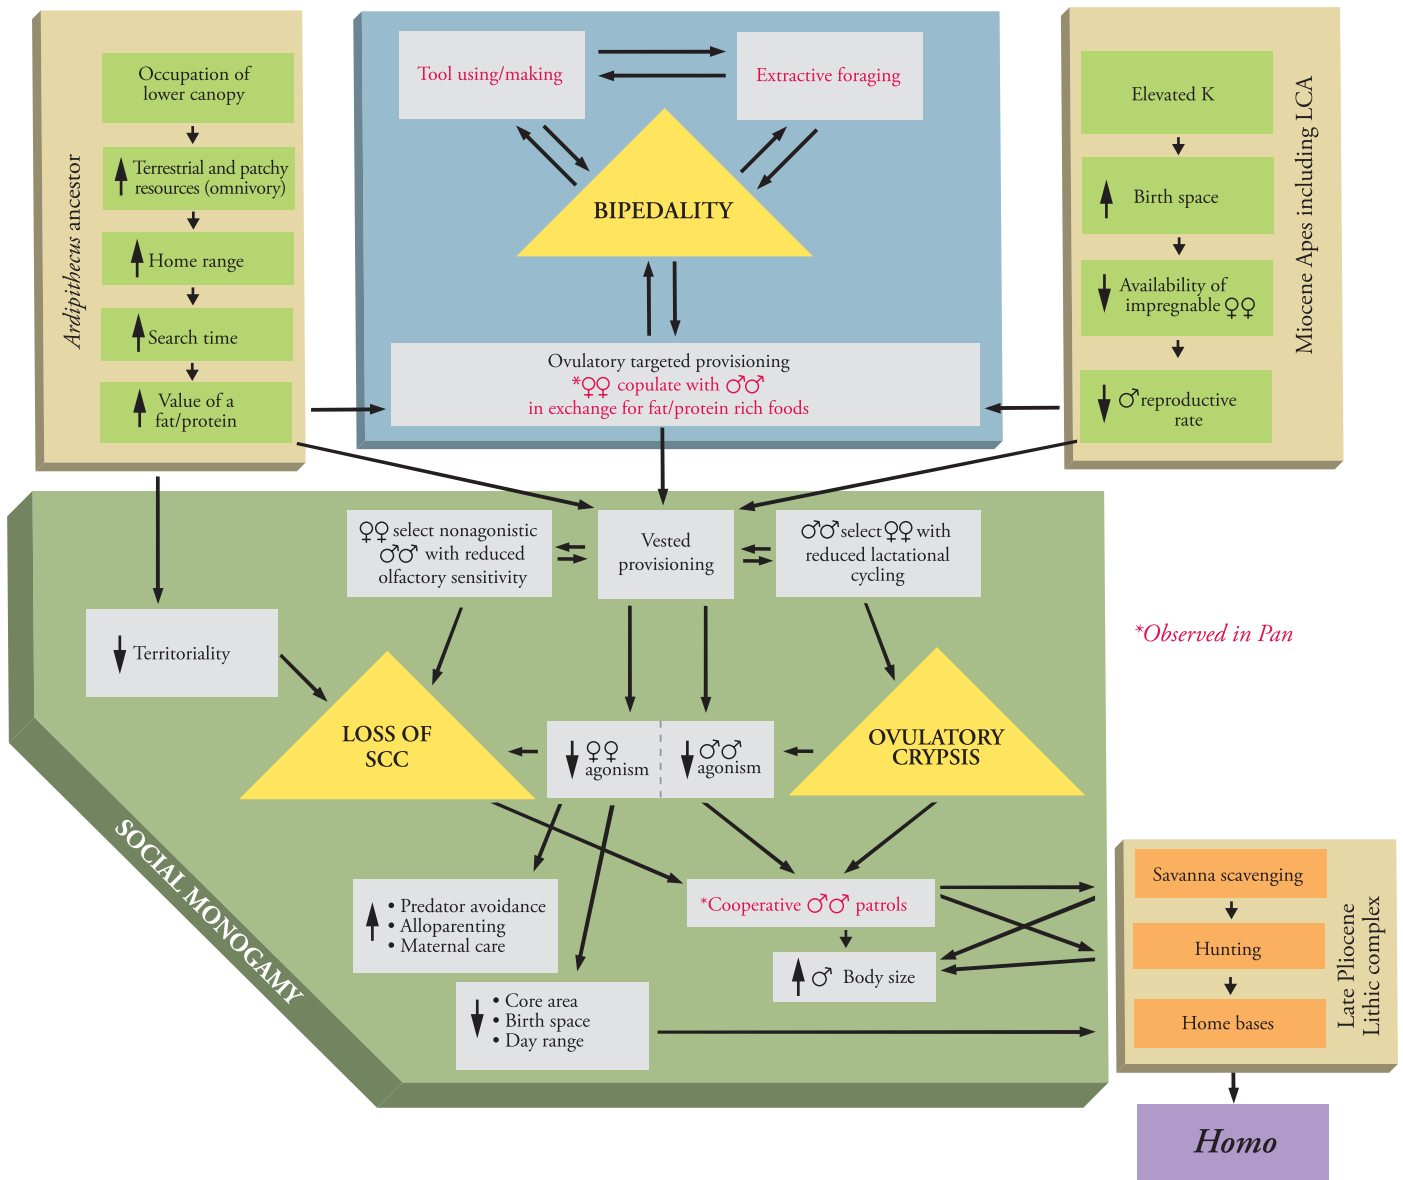 Ardipithecus ancestor
Occupation of
lower canopy
Terrestrial and patchy
resources (omnivory)
Home range
Search time
Value of a
fat/protein
Tool using/making
Extractive foraging
BIPEDALITY
Ovulatory targeted provisioning
*♀♀ copulate with ♂♂
in exchange for fat/protein rich foods
Elevated K
Birth space
Availability of
impregnable ♀♀
♂ reproductive
rate
Miocene Apes including LCA
♀♀ select nonagonistic
♂♂ with reduced
olfactory sensitivity
Vested
provisioning
♂♂ select ♀♀ with
reduced lactational
cycling
Territoriality
*Observed in Pan
LOSS OF
SCC
♀♀
agonism
♂♂
agonism
OVULATORY
CRYPSIS
SOCIAL MONOGAMY
• Predator avoidance
• Alloparenting
• Maternal care
*Cooperative ♂♂ patrols
♂ Body size
• Core area
• Birth space
• Day range
Savanna scavenging
Hunting
Home bases
Late Pliocene
Lithic complex
Homo